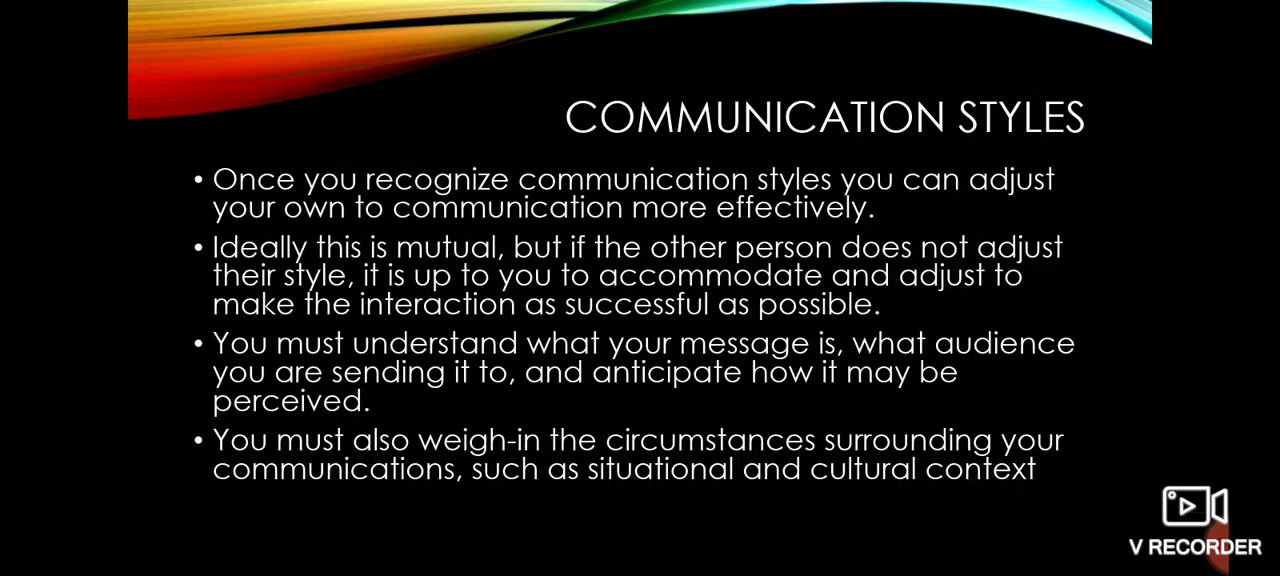 COMMUNICATION STYLES
• Once you recognize communication styles you can adjust
your own to communication more effectively.
• Ideally this is mutual, but if the other person does not adjust
their style, it is up to you to accommodate and adjust to
make the interaction as successful as possible.
• You must understand what your message is, what audience
you are sending it to, and anticipate how it may be
perceived.
• You must also weigh-in the circumstances surrounding your
communications, such as situational and cultural context
V RECORDER